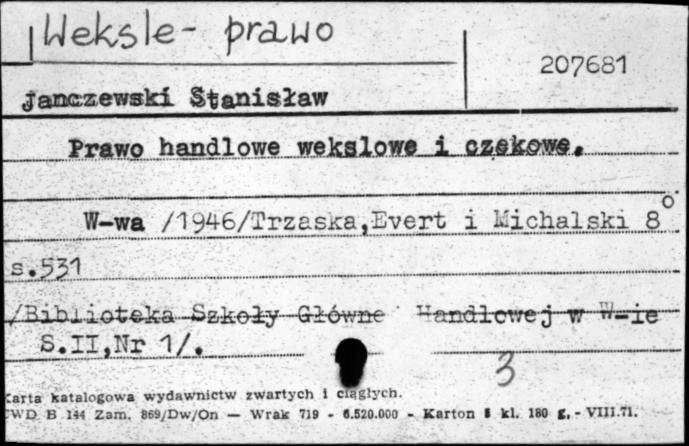 Weksle- prawo
207681
Janczewski Stanisław
Prawo handlowe wekslowe i czekowe.
W-wa /1946/Trzaska,Evert i Michalski 8°
s.531
/Biblioteka Szkoły Główne Handlowej w W-ie
S.II,Nr 1/.
3
Karta katalogowa wydawnictw zwartych i ciągłych.
CWD B 144 Zam. 869/Dw/On — Wrak 719 - 6.520.000 - Karton kl. 180 g. - VIII.71.